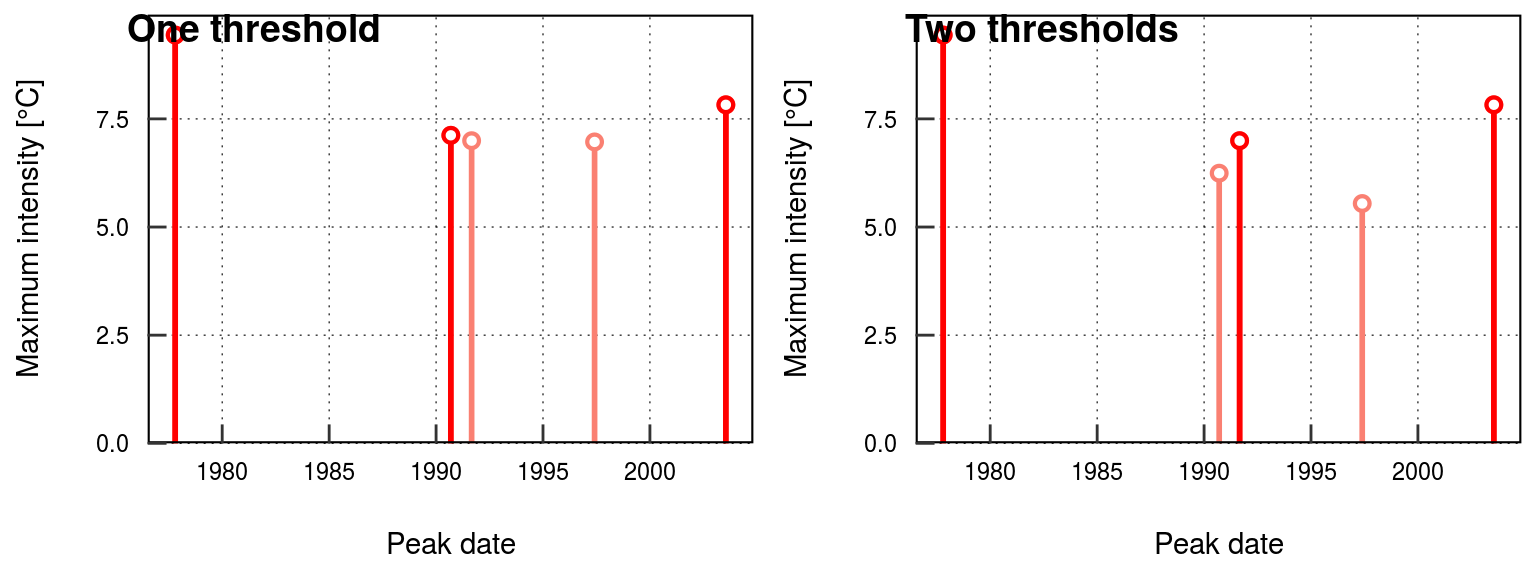 One threshold
Maximum intensity [°C]
7.5
5.0
2.5
0.0
1980 1985 1990 1995 2000
Peak date
Two thresholds
Maximum intensity [°C]
7.5
5.0
2.5
0.0
1980 1985 1990 1995 2000
Peak date